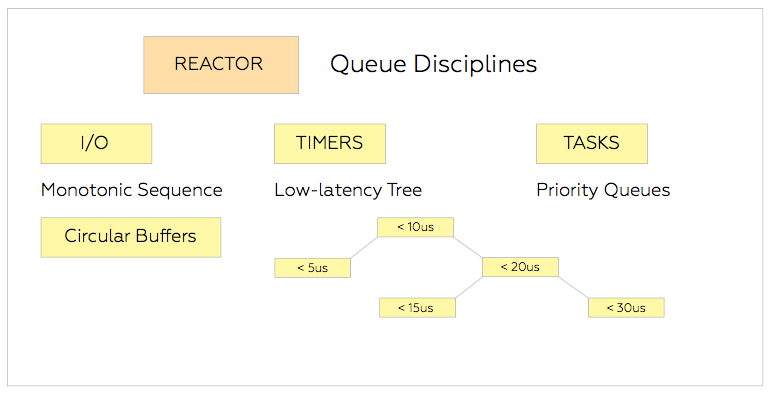 REACTOR
Queue Disciplines
I/O
TIMERS
TASKS
Monotonic Sequence
Low-latency Tree
Priority Queues
Circular Buffers
< 10us
< 5us
< 20us
< 15us
< 30us